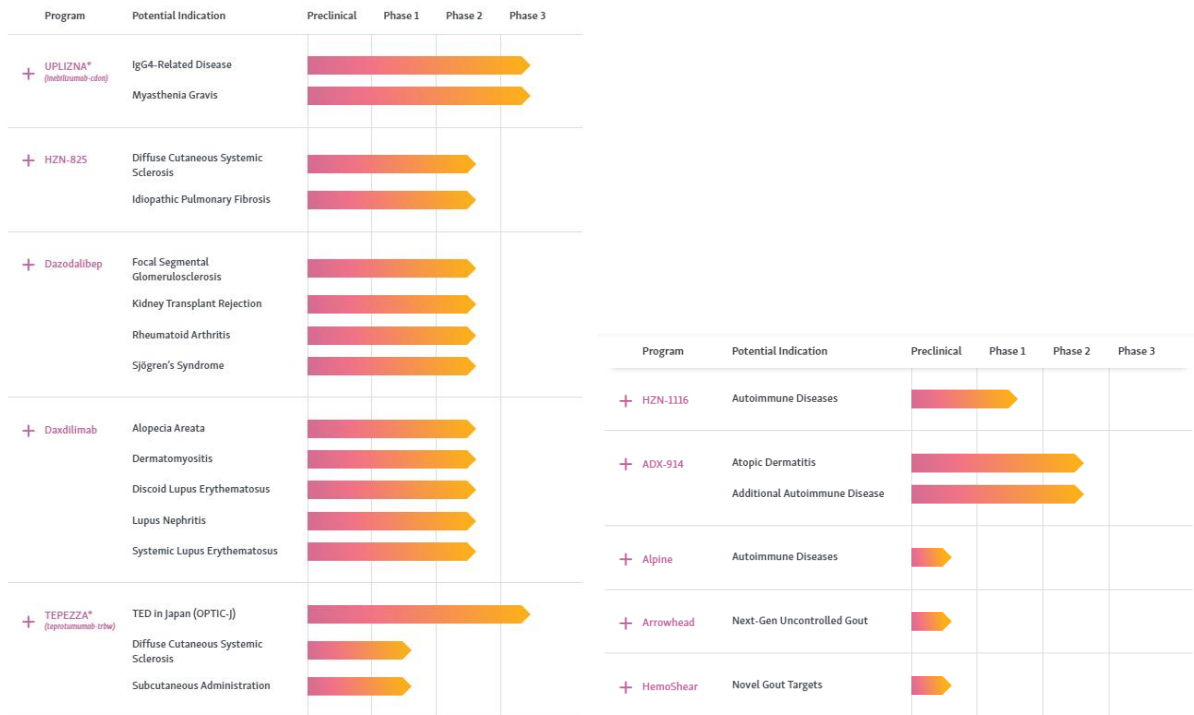 Program Potential Indication Preclinical Phase 1 Phase 2 Phase 3
UPLIZNA* IgG4-Related Disease
(inebilizumab-cdon)
Myasthenia Gravis
HZN-825 Diffuse Cutaneous Systemic
Sclerosis
Idiopathic Pulmonary Fibrosis
Dazodalibep Focal Segmental
Glomerulosclerosis
Kidney Transplant Rejection
Rheumatoid Arthritis
Sjögren's Syndrome
Daxdilimab Alopecia Areata
Dermatomyositis
Discoid Lupus Erythematosus
Lupus Nephritis
Systemic Lupus Erythematosus
TEPEZZA* TED in Japan (OPTIC-J)
(teprotumumab-trbw)
Diffuse Cutaneous Systemic
Sclerosis
Subcutaneous Administration
Program Potential Indication Preclinical Phase 1 Phase 2 Phase 3
HZN-1116 Autoimmune Diseases
ADX-914 Atopic Dermatitis
Additional Autoimmune Disease
Alpine Autoimmune Diseases
Arrowhead Next-Gen Uncontrolled Gout
HemoShear Novel Gout Targets